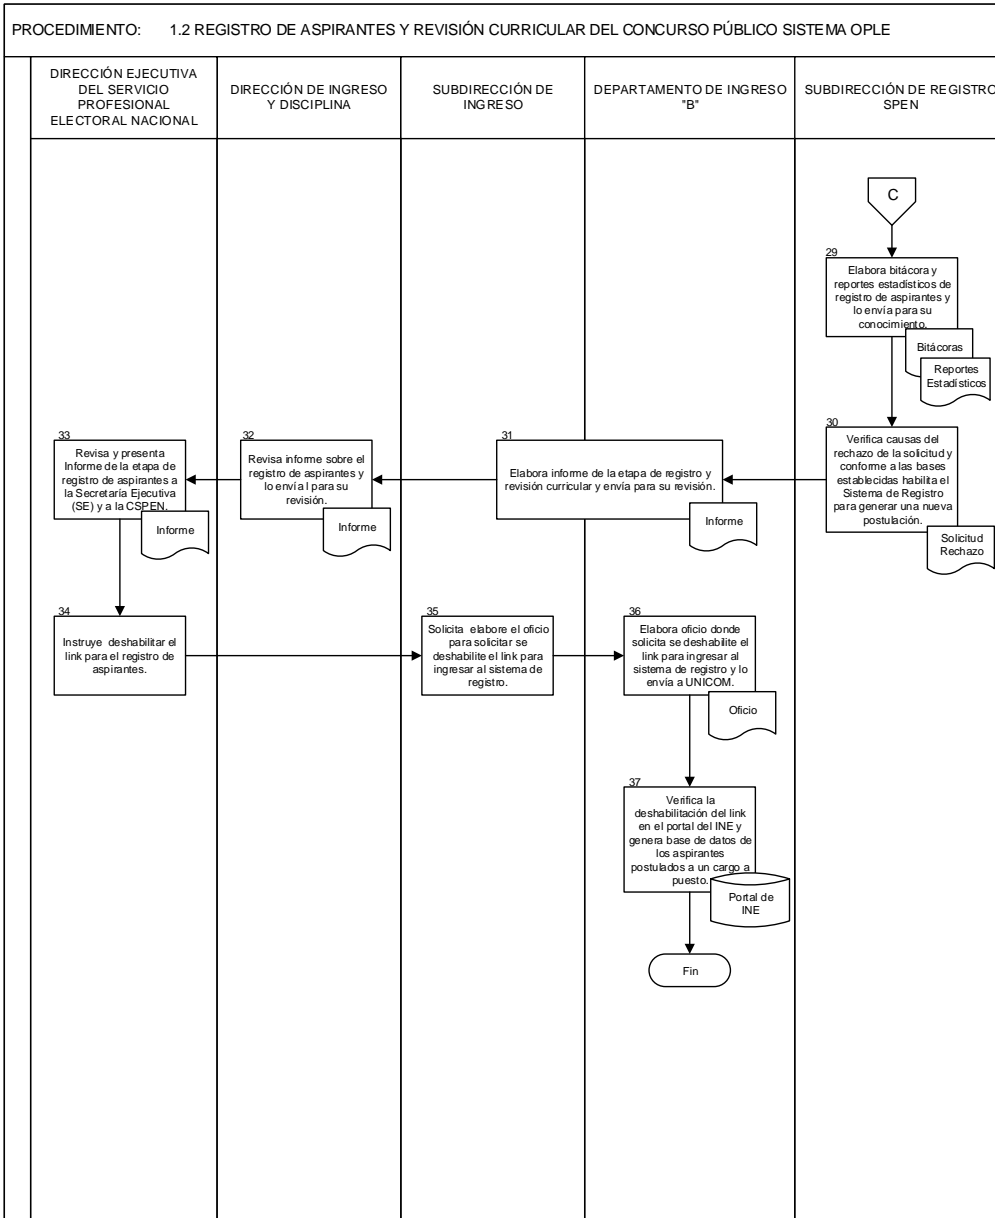 PROCEDIMIENTO: 1.2 REGISTRO DE ASPIRANTES Y REVISIÓN CURRICULAR DEL CONCURSO PÚBLICO SISTEMA OPLE
DIRECCIÓN EJECUTIVA
DEL SERVICIO
PROFESIONAL
ELECTORAL NACIONAL
DIRECCIÓN DE INGRESO
Y DISCIPLINA
SUBDIRECCIÓN DE
INGRESO
DEPARTAMENTO DE INGRESO
"B"
SUBDIRECCIÓN DE REGISTRO
SPEN
C
29
Elabora bitácora y
reportes estadísticos de
registro de aspirantes y
lo envía para su
conocimiento.
Bitácoras
Reportes
Estadísticos
30
Verifica causas del
rechazo de la solicitud y
conforme a las bases
establecidas habilita el
Sistema de Registro
para generar una nueva
postulación.
Solicitud
Rechazo
31
Elabora informe de la etapa de registro y
revisión curricular y envía para su revisión.
Informe
32
Revisa informe sobre el
registro de aspirantes y
lo envía l para su
revisión.
Informe
33
Revisa y presenta
Informe de la etapa de
registro de aspirantes a
la Secretaría Ejecutiva
(SE) y a la CSPEN.
Informe
34
Instruye deshabilitar el
link para el registro de
aspirantes.
35
Solicita elabore el oficio
para solicitar se
deshabilite el link para
ingresar al sistema de
registro.
36
Elabora oficio donde
solicita se deshabilite el
link para ingresar al
sistema de registro y lo
envía a UNICOM.
Oficio
37
Verifica la
deshabilitación del link
en el portal del INE y
genera base de datos de
los aspirantes
postulados a un cargo a
puesto.
Portal de
INE
Fin